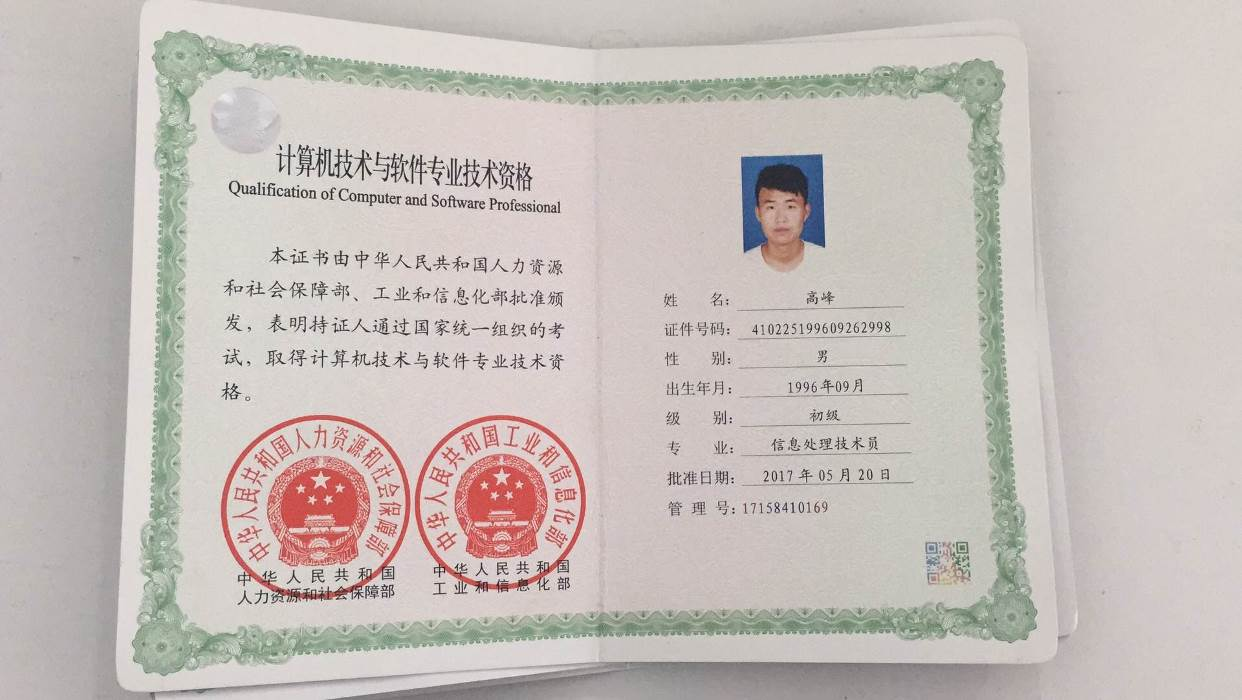 计算机技术与软件专业技术资格
Qualification of Computer and Software Professional
本证书由中华人民共和国人力资源
和社会保障部、工业和信息化部批准颁
发，表明持证人通过国家统一组织的考
试，取得计算机技术与软件专业技术资
格。
中华人民共和国人力资源和社会保障部
中华人民共和国工业和信息化部
中华人民共和国
人力资源和社会保障部
中华人民共和国
工业和信息化部
姓 名： 高峰
证件号码： 410225199609262998
性 别： 男
出生年月： 1996年09月
级 别： 初级
专 业： 信息处理技术员
批准日期： 2017 年 05 月 20 日
管 理 号：17158410169